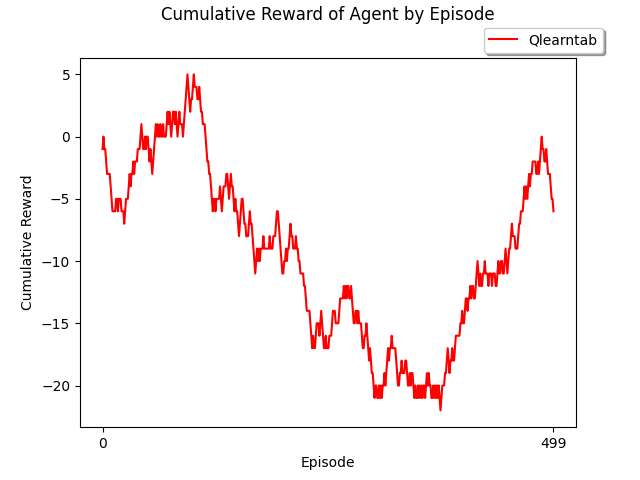 Cumulative Reward of Agent by Episode
Qlearntab
5
0
−5
−10
−15
−20
Cumulative Reward
0
499
Episode